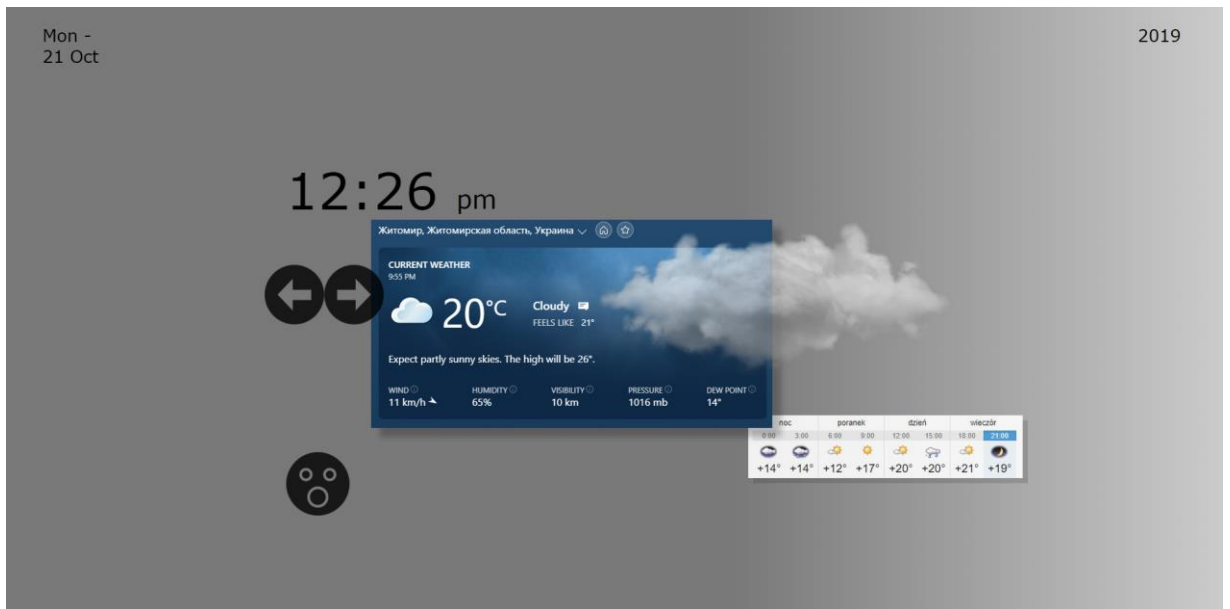 Mon -
21 Oct
2019
12:26 pm
Житомир, Житомирская область, Украина
CURRENT WEATHER
9:55 PM
20°C
Cloudy
FEELS LIKE 21°
Expect partly sunny skies. The high will be 26°.
WIND HUMIDITY VISIBILITY PRESSURE DEW POINT
11 km/h 65% 10 km 1016 mb 14°
noc poranek dzień wieczór
0:00 3:00 6:00 9:00 12:00 15:00 18:00 21:00
+14° +14° +12° +17° +20° +20° +21° +19°